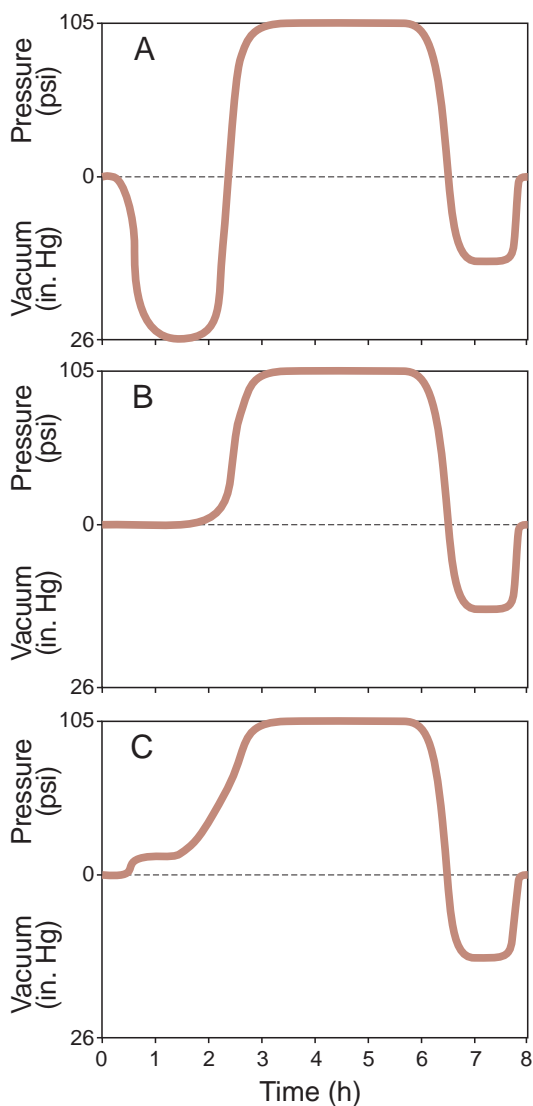 105
A
Pressure
(psi)
0
Vacuum
(in. Hg)
26
105
B
Pressure
(psi)
0
Vacuum
(in. Hg)
26
105
C
Pressure
(psi)
0
Vacuum
(in. Hg)
26
0 1 2 3 4 5 6 7 8
Time (h)